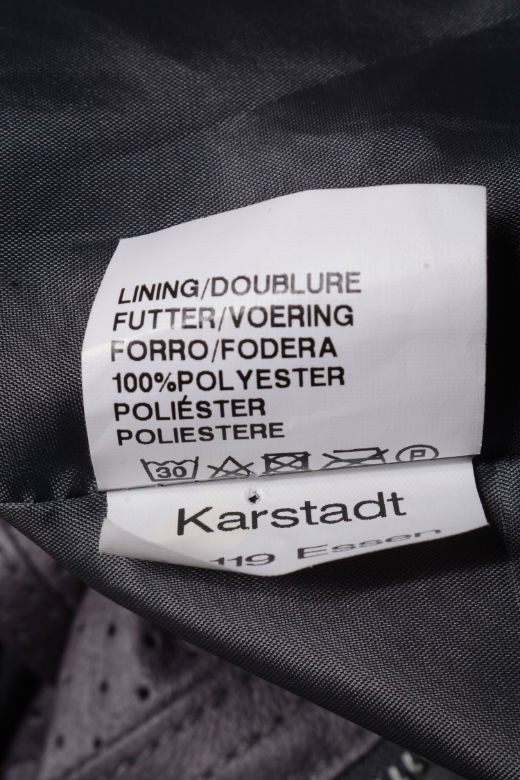 LINING/DOUBLURE
FUTTER/VOERING
FORRO/FODERA
100%POLYESTER
POLIÉSTER
POLIESTERE
30 P
Karstadt
119 Essen